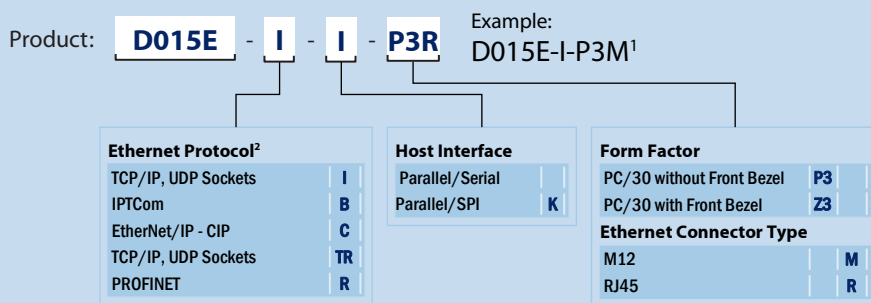 Product: D015E - I - I - P3R
Example:
D015E-I-P3M¹
Ethernet Protocol²
TCP/IP, UDP Sockets I
IPTCom B
EtherNet/IP - CIP C
TCP/IP, UDP Sockets TR
PROFINET R
Host Interface
Parallel/Serial
Parallel/SPI K
Form Factor
PC/30 without Front Bezel P3
PC/30 with Front Bezel Z3
Ethernet Connector Type
M12 M
RJ45 R